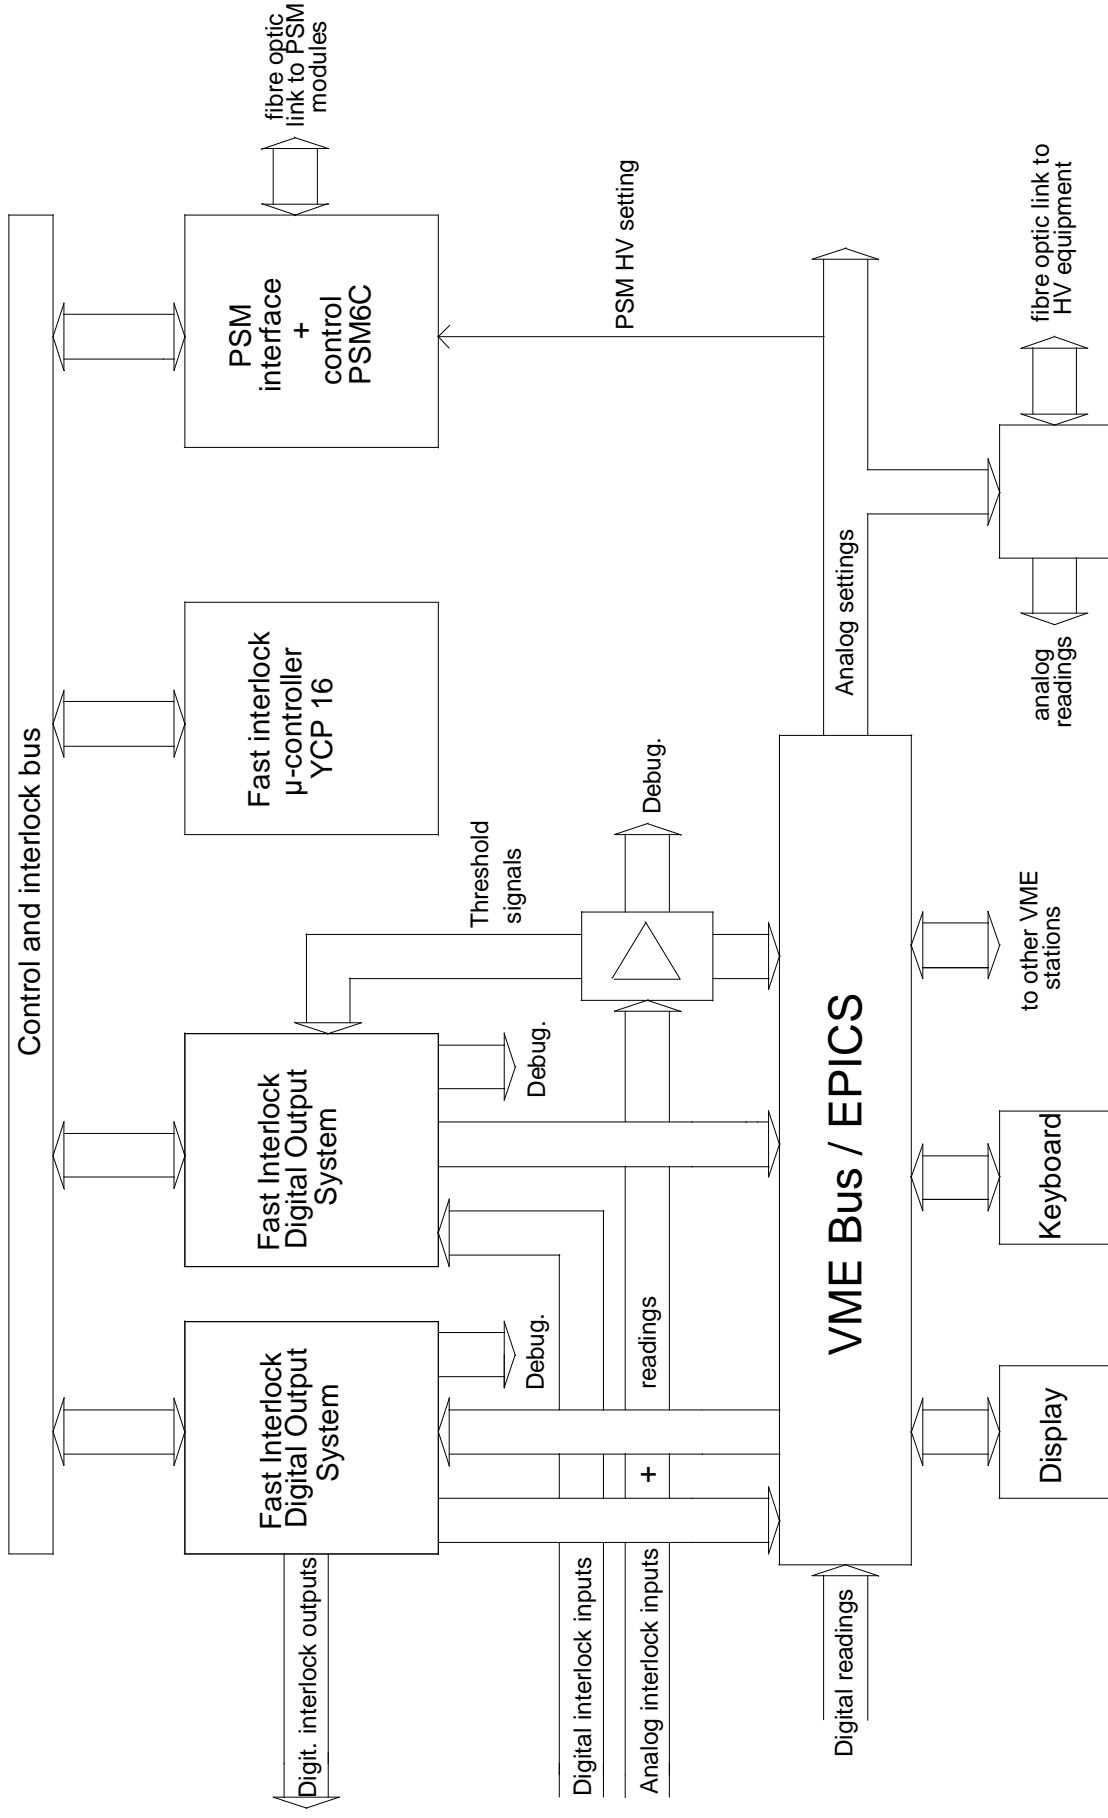 Control and interlock bus
Fast Interlock
Digital Output
System
Fast Interlock
Digital Output
System
Fast interlock
µ-controller
YCP 16
PSM
interface
+
control
PSM6C
fibre optic
link to PSM
modules
Digit. interlock outputs
Debug.
Debug.
Threshold
signals
PSM HV setting
Digital interlock inputs
Analog interlock inputs
+
readings
Debug.
Digital readings
VME Bus / EPICS
Analog settings
Display
Keyboard
to other VME
stations
analog
readings
fibre optic link to
HV equipment